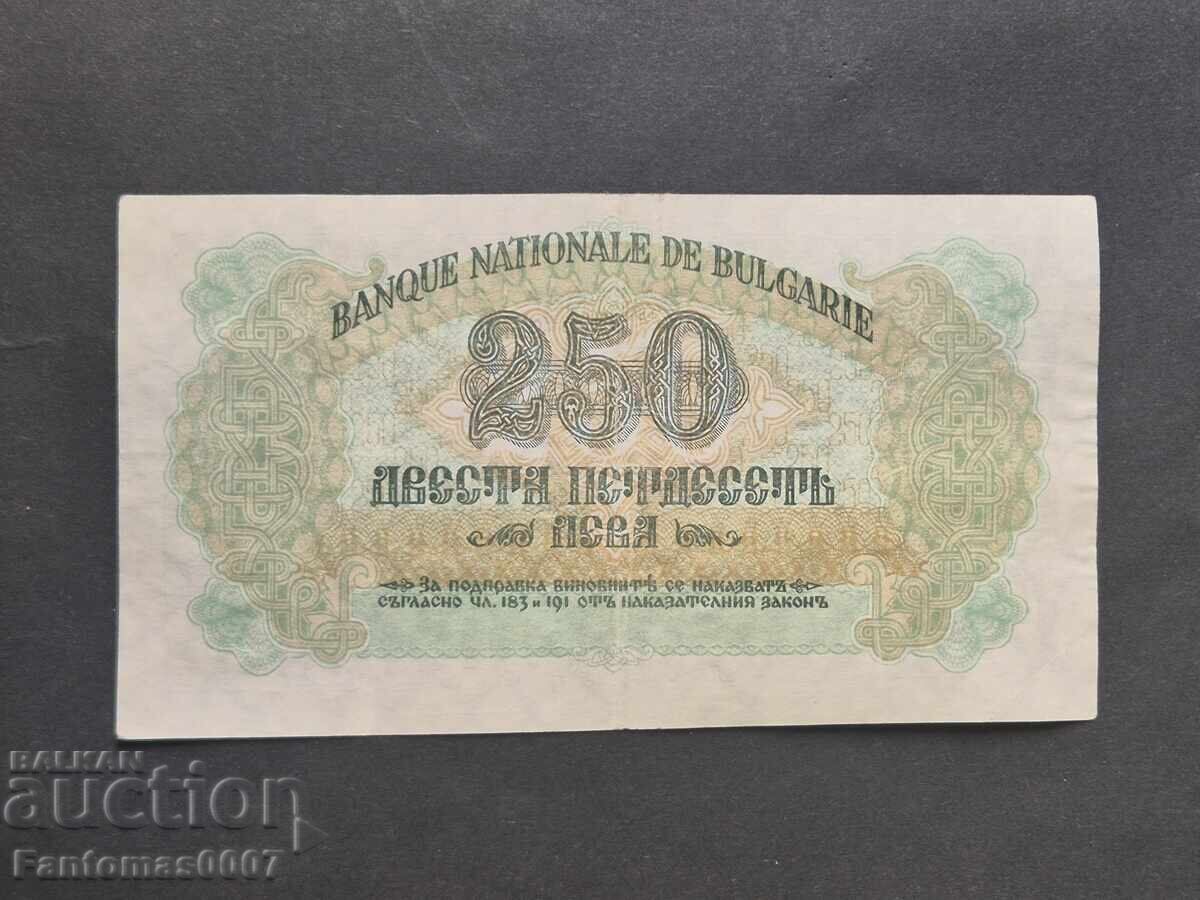 BANQUE NATIONALE DE BULGARIE
250
ДВЕСТА ПЕТДЕСЕТЬ
ЛЕВА
ЗА ПОДПРАВКА ВИНОВНИТѢ СЕ НАКАЗВАТЪ
СЪГЛАСНО ЧЛ. 183 И 191 ОТЪ НАКАЗАТЕЛНИЯ ЗАКОНЪ
BALKAN
auction
Fantomas0007